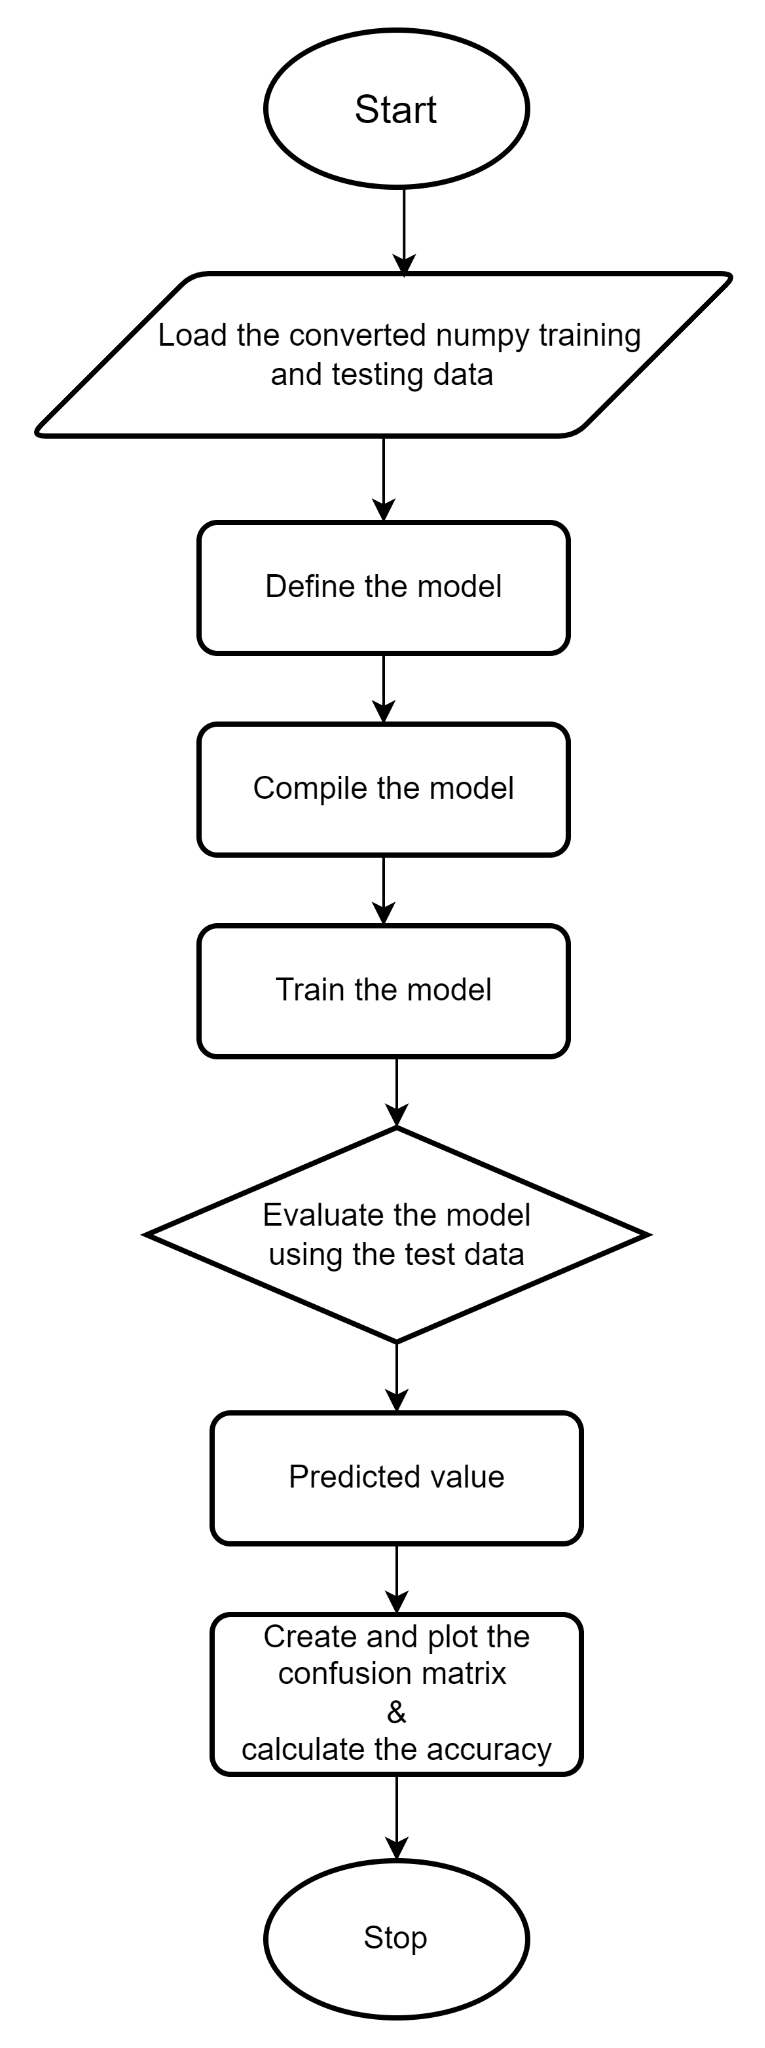 Start
Load the converted numpy training
and testing data
Define the model
Compile the model
Train the model
Evaluate the model
using the test data
Predicted value
Create and plot the
confusion matrix
&
calculate the accuracy
Stop